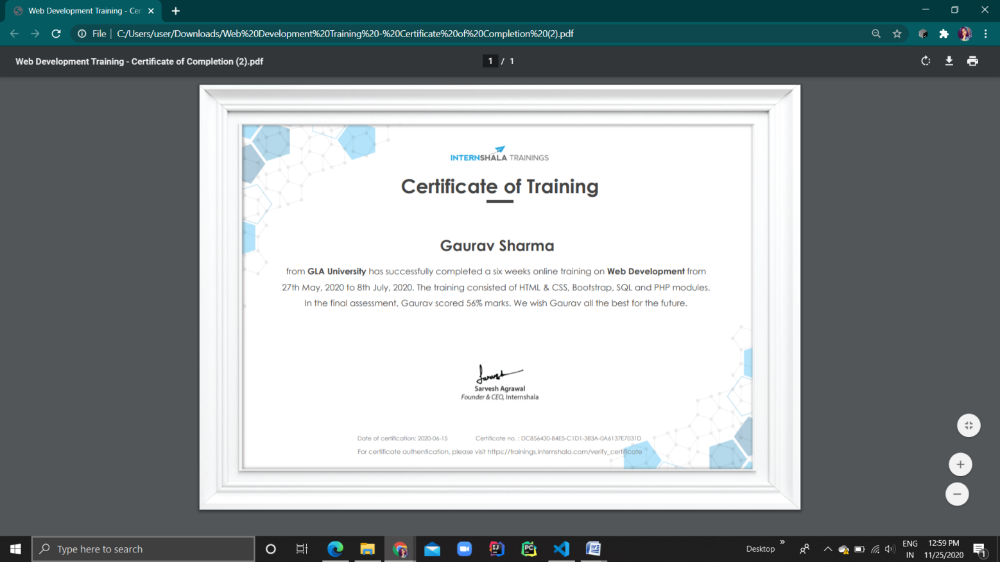 Web Development Training - Cer
File
C:/Users/user/Downloads/Web%20Development%20Training%20-%20Certificate%20of%20Completion%20(2).pdf
Web Development Training - Certificate of Completion (2).pdf
1 / 1
INTERNSHALA TRAININGS
Certificate of Training
Gaurav Sharma
from GLA University has successfully completed a six weeks online training on Web Development from
27th May, 2020 to 8th July, 2020. The training consisted of HTML & CSS, Bootstrap, SQL and PHP modules.
In the final assessment, Gaurav scored 56% marks. We wish Gaurav all the best for the future.
Sarvesh
Sarvesh Agrawal
Founder & CEO, Internshala
Date of certification: 2020-06-15 Certificate no. : DC856430-B4E5-C1D1-383A-0A6137E7031D
For certificate authentication, please visit https://trainings.internshala.com/verify_certificate
Type here to search
IJ
PC
W
Desktop
ENG
IN
12:59 PM
11/25/2020
1